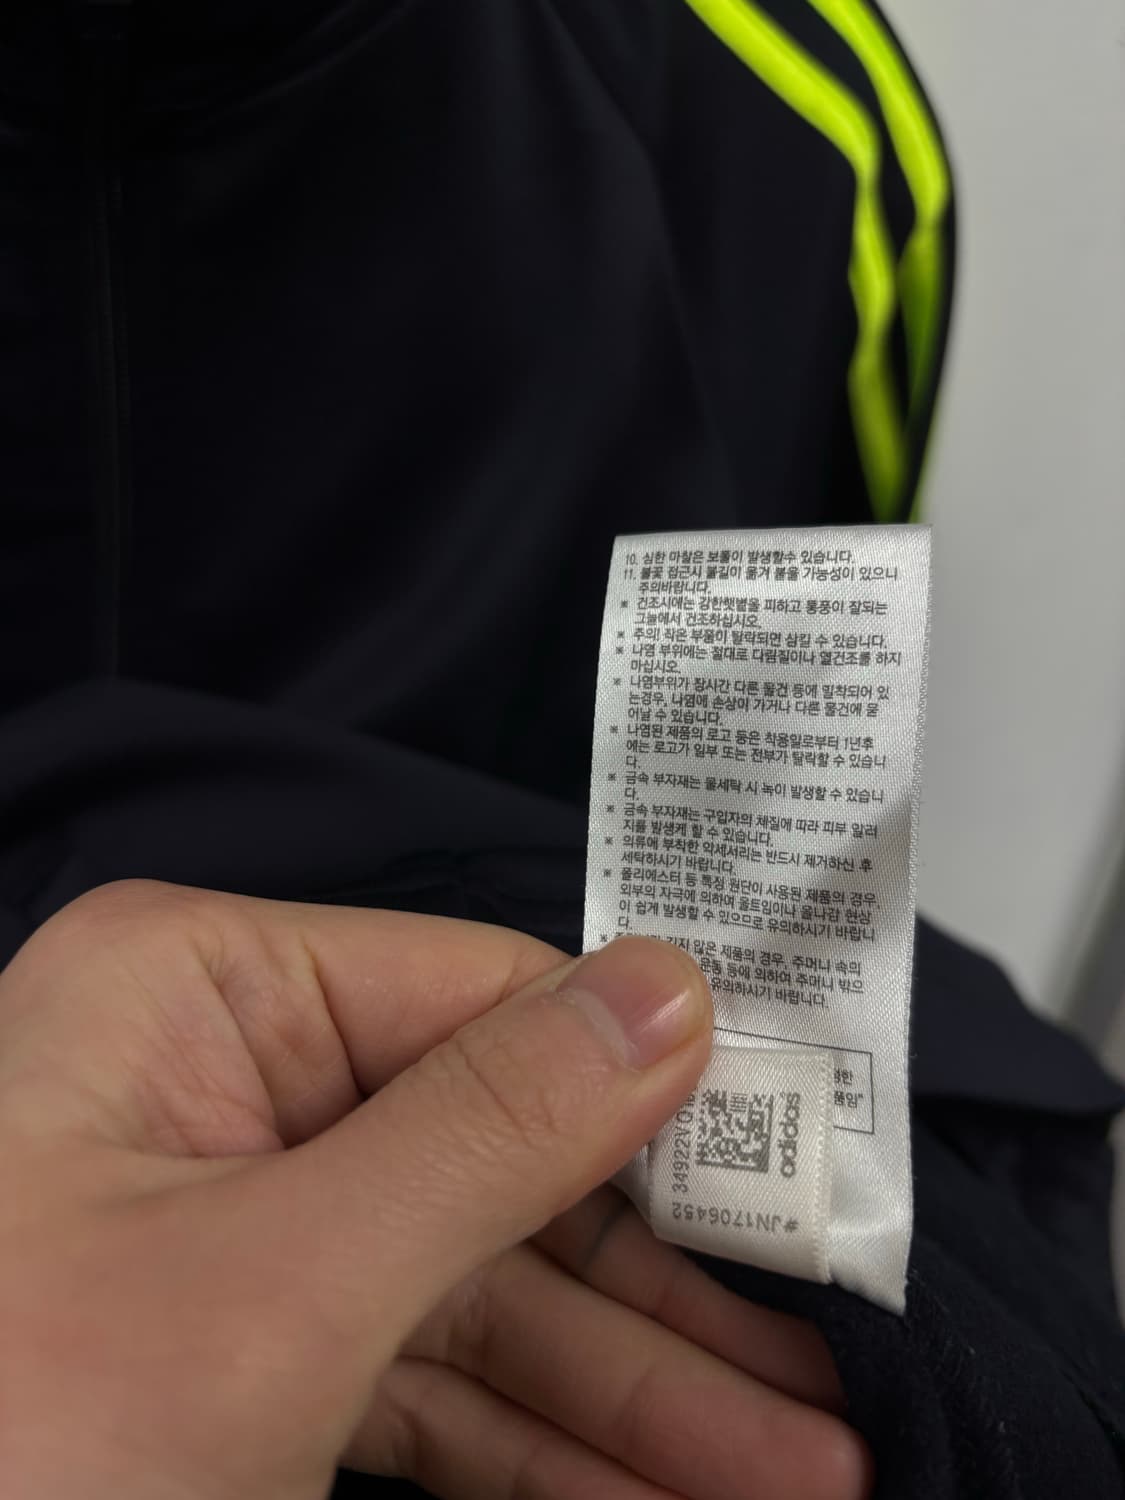 10. 심한 마찰은 보풀이 발생할수 있습니다.
11. 불꽃 접근시 불길이 옮겨 붙을 가능성이 있으니
주의바랍니다.
※ 건조시에는 강한햇볕을 피하고 통풍이 잘되는
그늘에서 건조하십시오.
※ 주의! 작은 부품이 탈락되면 삼킬 수 있습니다.
※ 나염 부위에는 절대로 다림질이나 열건조를 하지
마십시오.
※ 나염부위가 장시간 다른 물건 등에 밀착되어 있
는경우, 나염에 손상이 가거나 다른 물건에 묻
어날 수 있습니다.
※ 나염된 제품의 로고 등은 착용일로부터 1년후
에는 로고가 일부 또는 전부가 탈락할 수 있습니
다.
※ 금속 부자재는 물세탁 시 녹이 발생할 수 있습니
다.
※ 금속 부자재는 구입자의 체질에 따라 피부 알러
지를 발생케 할 수 있습니다.
※ 의류에 부착한 악세서리는 반드시 제거하신 후
세탁하시기 바랍니다.
※ 폴리에스터 등 특정 원단이 사용된 제품의 경우,
외부의 자극에 의하여 올트임이나 올나감 현상
이 쉽게 발생할 수 있으므로 유의하시기 바랍니
다.
※ 깊지 않은 제품의 경우, 주머니 속의
운동 등에 의하여 주머니 밖으
유의하시기 바랍니다.
한
품임"
adidas
#JN1706452